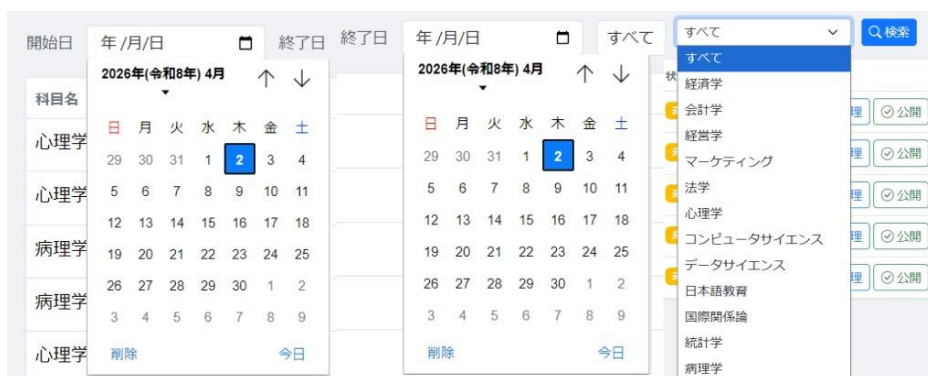 開始日 年/月/日 終了日 終了日 年/月/日 すべて すべて 検索
2026年(令和8年) 4月
日 月 火 水 木 金 土
29 30 31 1 2 3 4
5 6 7 8 9 10 11
12 13 14 15 16 17 18
19 20 21 22 23 24 25
26 27 28 29 30 1 2
3 4 5 6 7 8 9
削除 今日
科目名
心理学
心理学
病理学
病理学
心理学
2026年(令和8年) 4月
日 月 火 水 木 金 土
29 30 31 1 2 3 4
5 6 7 8 9 10 11
12 13 14 15 16 17 18
19 20 21 22 23 24 25
26 27 28 29 30 1 2
3 4 5 6 7 8 9
削除 今日
すべて
経済学
会計学
経営学
マーケティング
法学
心理学
コンピュータサイエンス
データサイエンス
日本語教育
国際関係論
統計学
病理学
理 公開
理 公開
理 公開
理 公開
理 公開